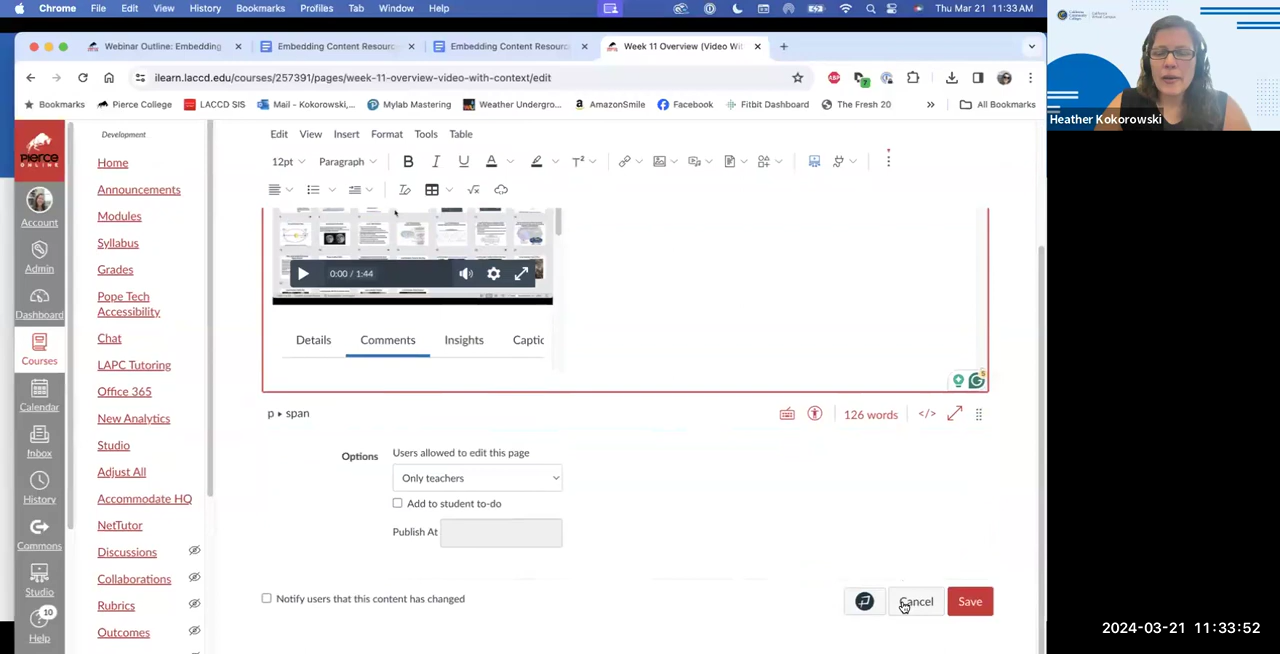 Chrome File Edit View History Bookmarks Profiles Tab Window Help Thu Mar 21 11:33 AM
Webinar Outline: Embedding
Embedding Content Resourc
Embedding Content Resourc
Week 11 Overview (Video Wit
ilearn.laccd.edu/courses/257391/pages/week-11-overview-video-with-context/edit
Bookmarks Pierce College LACCD SIS Mail - Kokorowski,... Mylab Mastering Weather Undergro... AmazonSmile Facebook Fitbit Dashboard The Fresh 20 » All Bookmarks
Heather Kokorowski
PIERCE
ONLINE
Account
Admin
Dashboard
Courses
Calendar
Inbox
History
Commons
Studio
10
Help
Development
Home
Announcements
Modules
Syllabus
Grades
Pope Tech
Accessibility
Chat
LAPC Tutoring
Office 365
New Analytics
Studio
Adjust All
Accommodate HQ
NetTutor
Discussions
Collaborations
Rubrics
Outcomes
Edit View Insert Format Tools Table
12pt Paragraph B I U A T²
0:00 / 1:44
Details Comments Insights Captic
p ▸ span
126 words </>
Options
Users allowed to edit this page
Only teachers
Add to student to-do
Publish At
Notify users that this content has changed
Cancel Save
2024-03-21 11:33:52